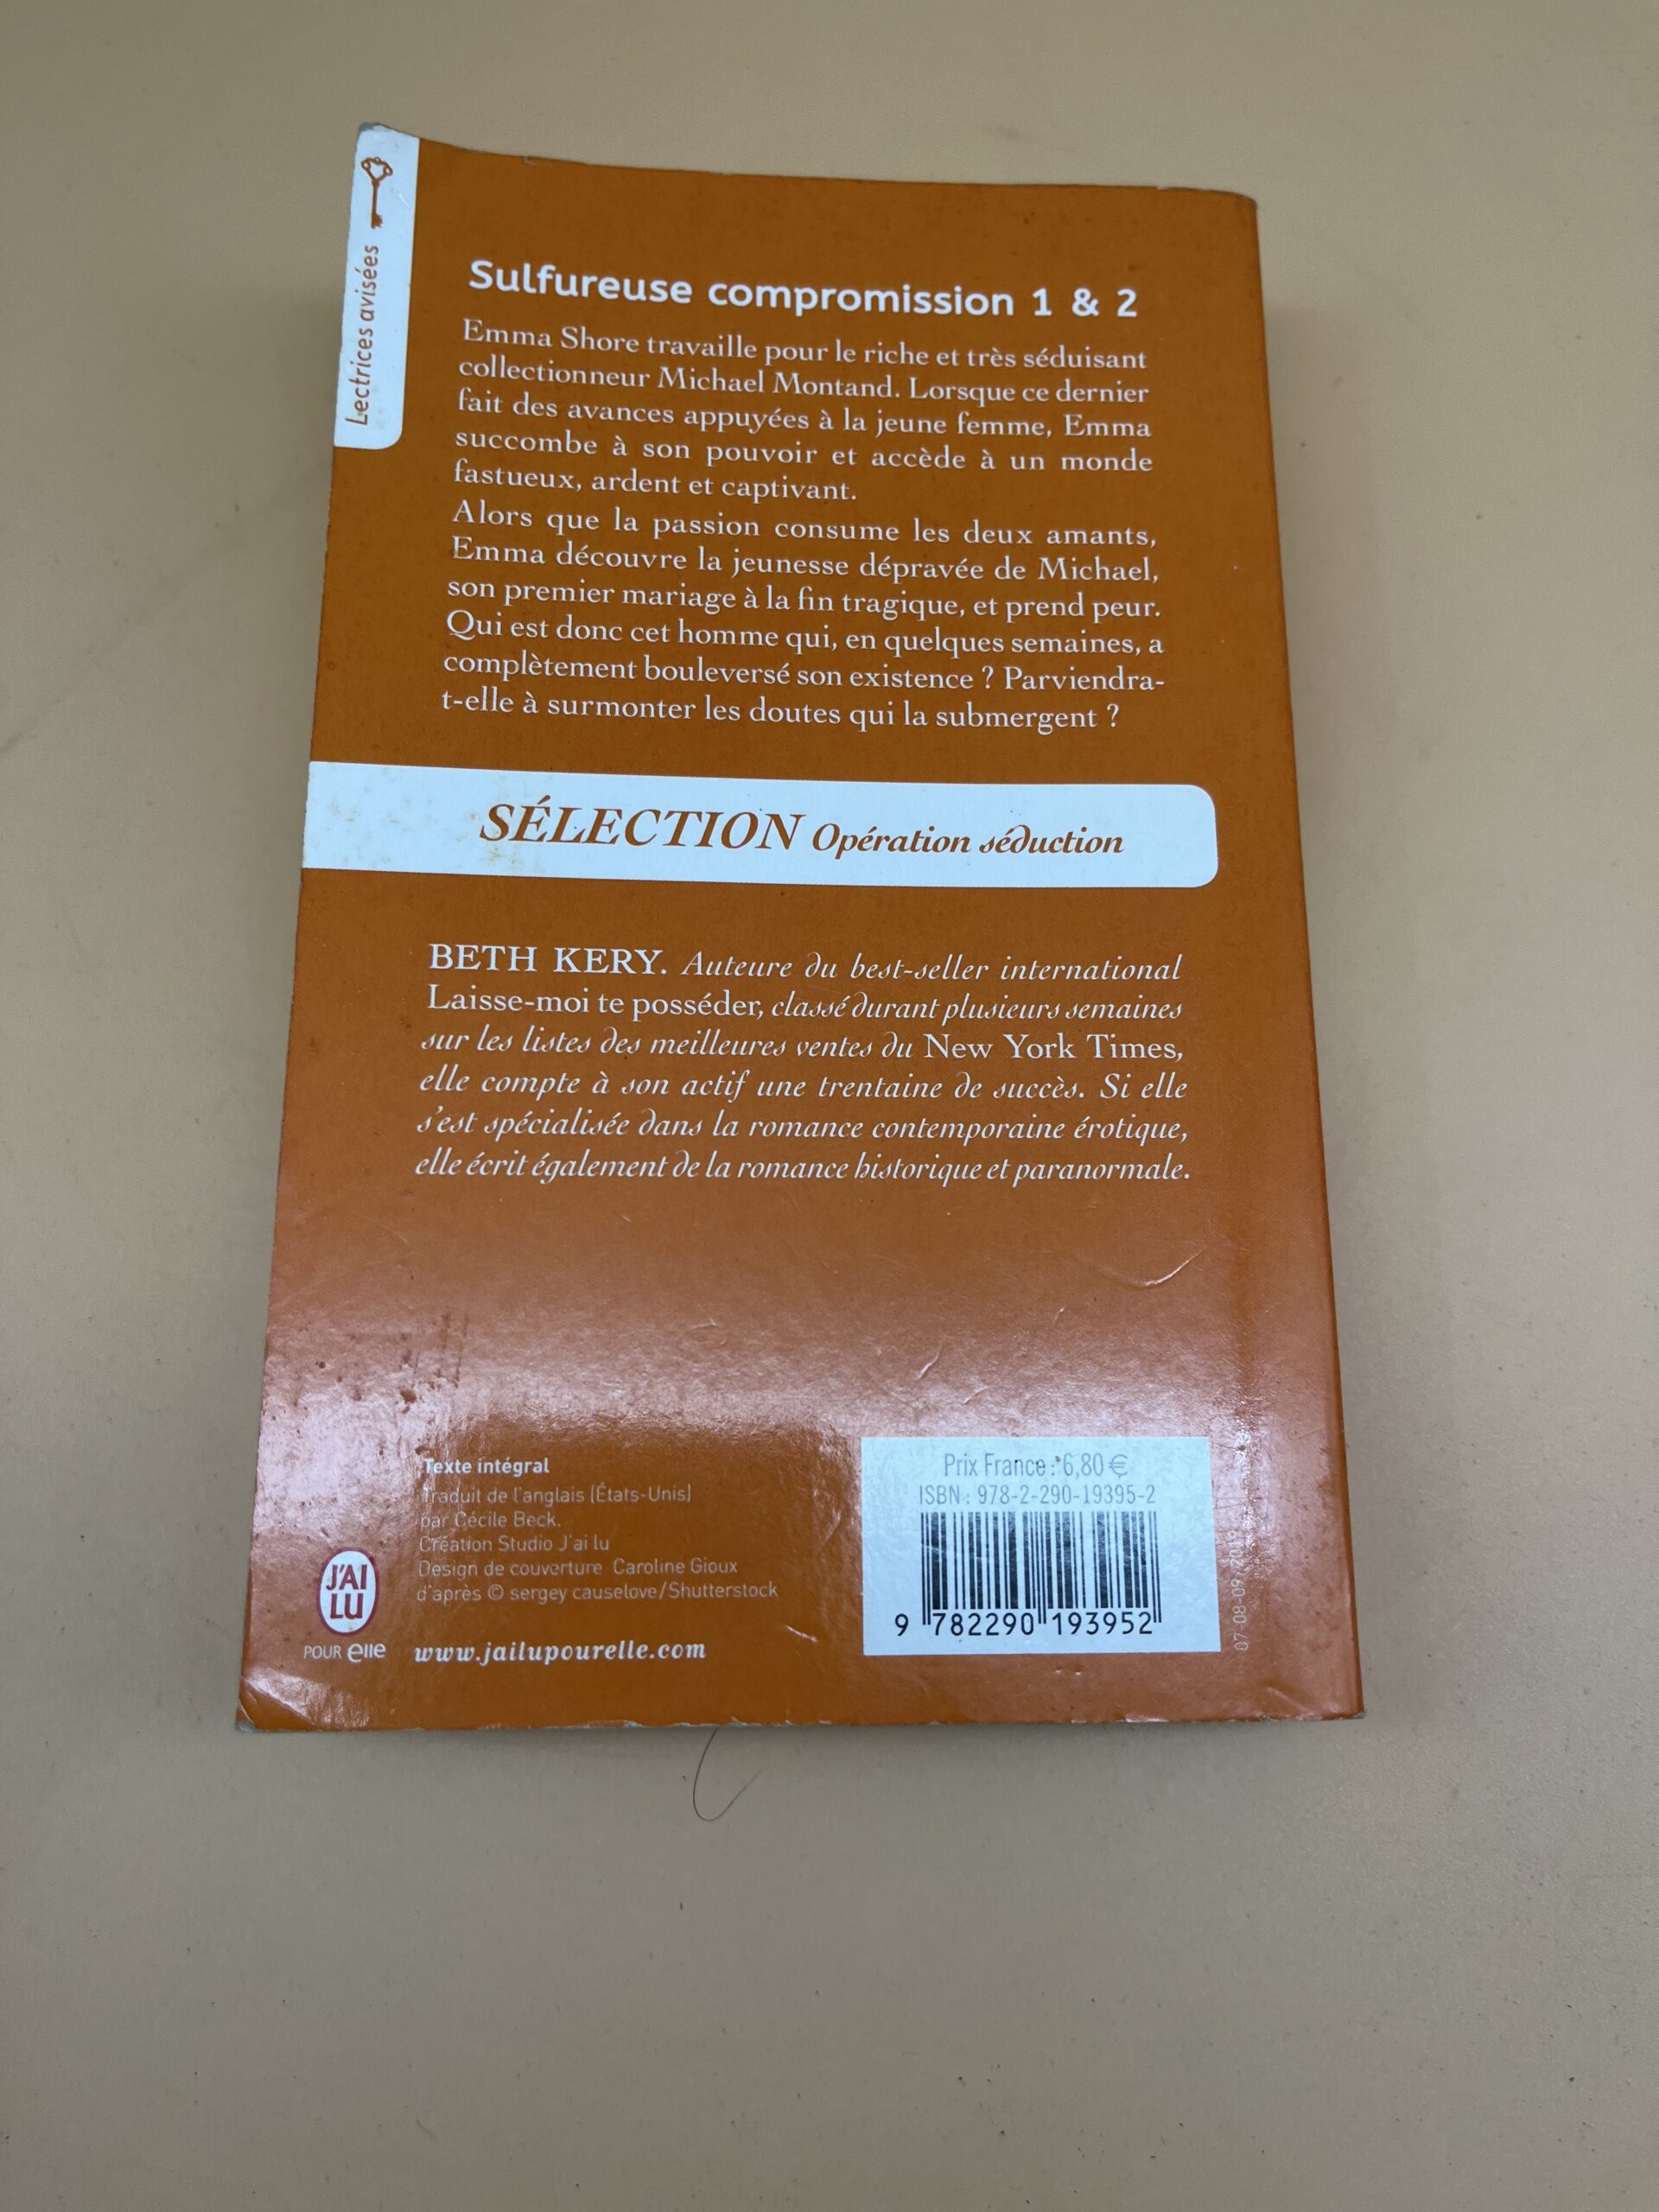 Lectrices avisées
Sulfureuse compromission 1 & 2
Emma Shore travaille pour le riche et très séduisant
collectionneur Michael Montand. Lorsque ce dernier
fait des avances appuyées à la jeune femme, Emma
succombe à son pouvoir et accède à un monde
fastueux, ardent et captivant.
Alors que la passion consume les deux amants,
Emma découvre la jeunesse dépravée de Michael,
son premier mariage à la fin tragique, et prend peur.
Qui est donc cet homme qui, en quelques semaines, a
complètement bouleversé son existence ? Parviendra-
t-elle à surmonter les doutes qui la submergent ?
SÉLECTION Opération séduction
BETH KERY. Auteure du best-seller international
Laisse-moi te posséder, classé durant plusieurs semaines
sur les listes des meilleures ventes du New York Times,
elle compte à son actif une trentaine de succès. Si elle
s'est spécialisée dans la romance contemporaine érotique,
elle écrit également de la romance historique et paranormale.
Texte intégral
Traduit de l'anglais (États-Unis)
par Cécile Beck.
Création Studio J'ai lu
Design de couverture Caroline Gioux
d'après © sergey causelove/Shutterstock
J'AI
LU
POUR elle
www.jailupourelle.com
Prix France : 6,80 €
ISBN : 978-2-290-19395-2
9 782290 193952